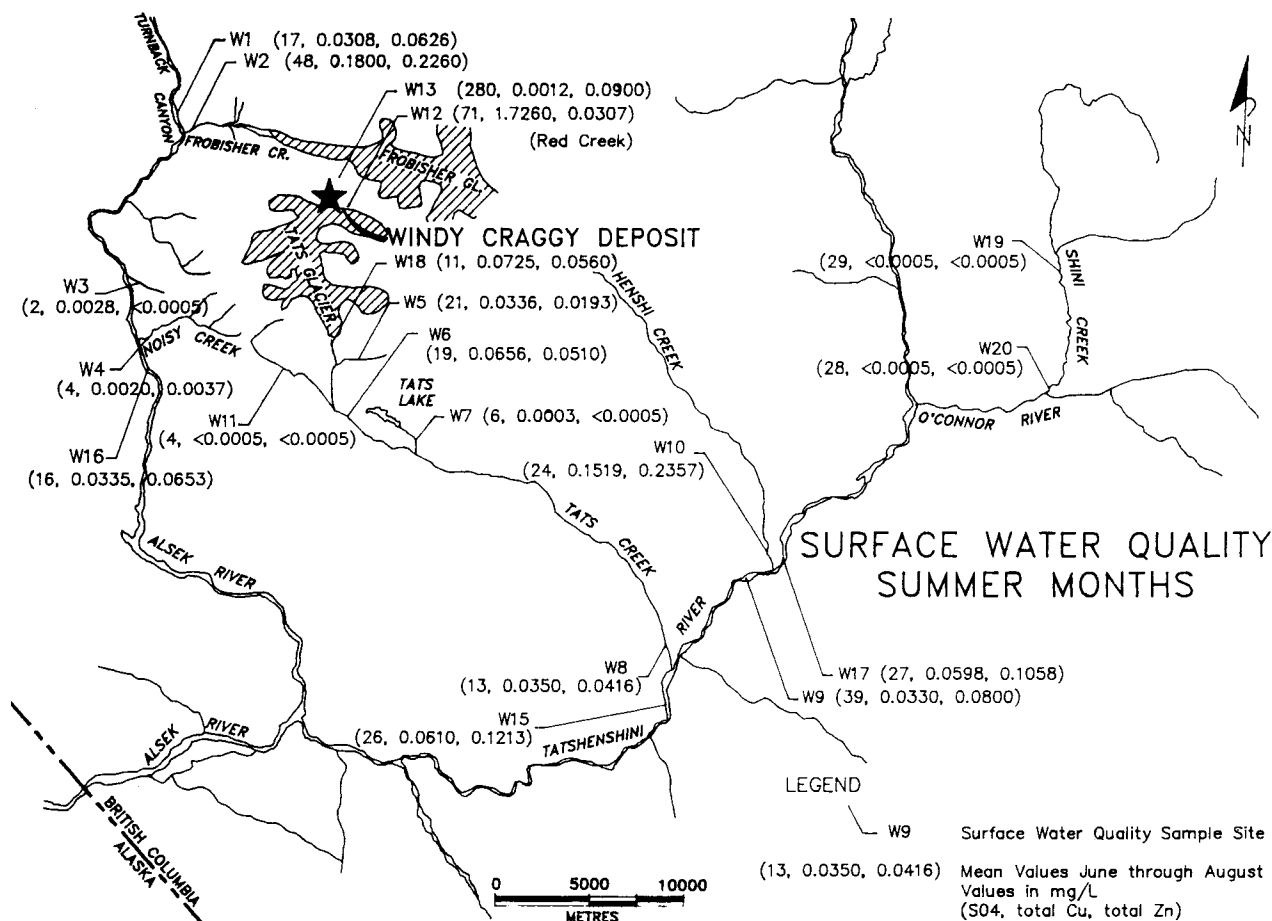 TURNBACK
CANYON
W1 (17, 0.0308, 0.0626)
W2 (48, 0.1800, 0.2260)
W13 (280, 0.0012, 0.0900)
W12 (71, 1.7260, 0.0307)
(Red Creek)
N
FROBISHER CR.
FROBISHER GL.
WINDY CRAGGY DEPOSIT
TATS GLACIER
W18 (11, 0.0725, 0.0560)
W5 (21, 0.0336, 0.0193)
W3
(2, 0.0028, <0.0005)
NOISY CREEK
W4
(4, 0.0020, 0.0037)
W6
(19, 0.0656, 0.0510)
TATS
LAKE
W11
(4, <0.0005, <0.0005)
W7 (6, 0.0003, <0.0005)
W16
(16, 0.0335, 0.0653)
HENSHI CREEK
W19
(29, <0.0005, <0.0005)
SHINI
CREEK
W20
(28, <0.0005, <0.0005)
O'CONNOR RIVER
W10
(24, 0.1519, 0.2357)
TATS
CREEK
SURFACE WATER QUALITY
SUMMER MONTHS
ALSEK
RIVER
RIVER
W8
(13, 0.0350, 0.0416)
W17 (27, 0.0598, 0.1058)
W9 (39, 0.0330, 0.0800)
W15
(26, 0.0610, 0.1213)
TATSHENSHINI
ALSEK
RIVER
BRITISH COLUMBIA
ALASKA
LEGEND
W9 Surface Water Quality Sample Site
(13, 0.0350, 0.0416) Mean Values June through August
Values in mg/L
(SO4, total Cu, total Zn)
0 5000 10000
METRES